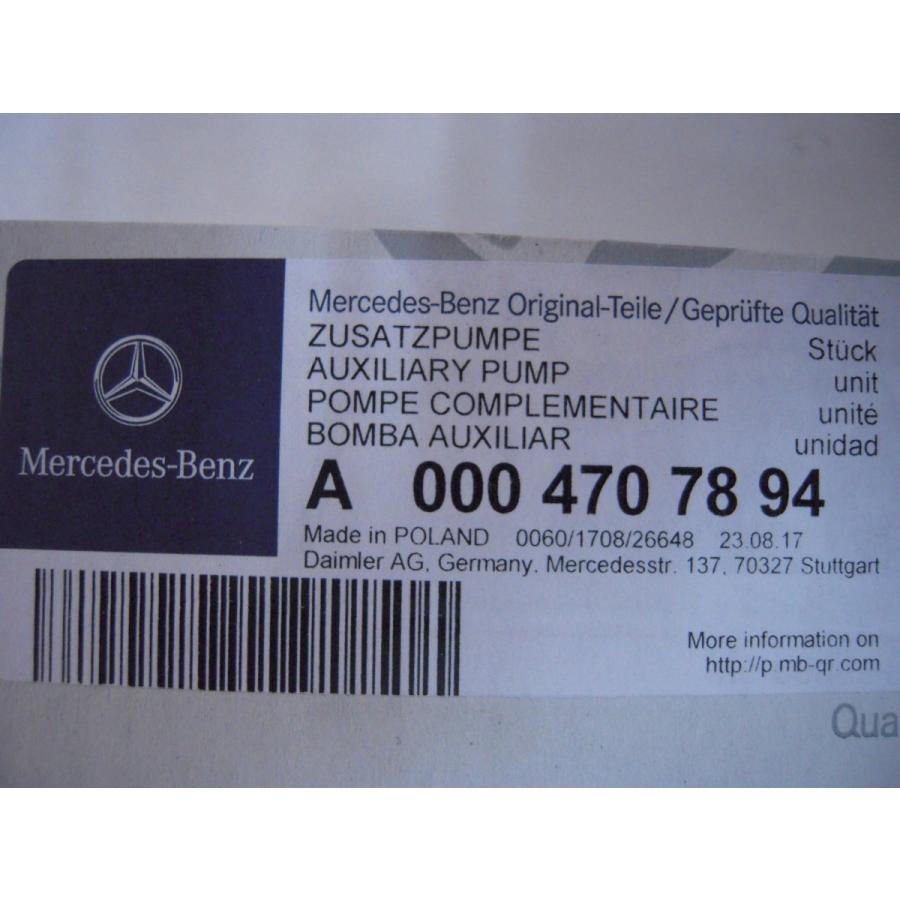 Mercedes-Benz Original-Teile/Geprüfte Qualität
ZUSATZPUMPE Stück
AUXILIARY PUMP unit
POMPE COMPLEMENTAIRE unité
BOMBA AUXILIAR unidad
Mercedes-Benz
A 000 470 78 94
Made in POLAND 0060/1708/26648 23.08.17
Daimler AG, Germany. Mercedesstr. 137, 70327 Stuttgart
More information on
http://p.mb-qr.com
Qua